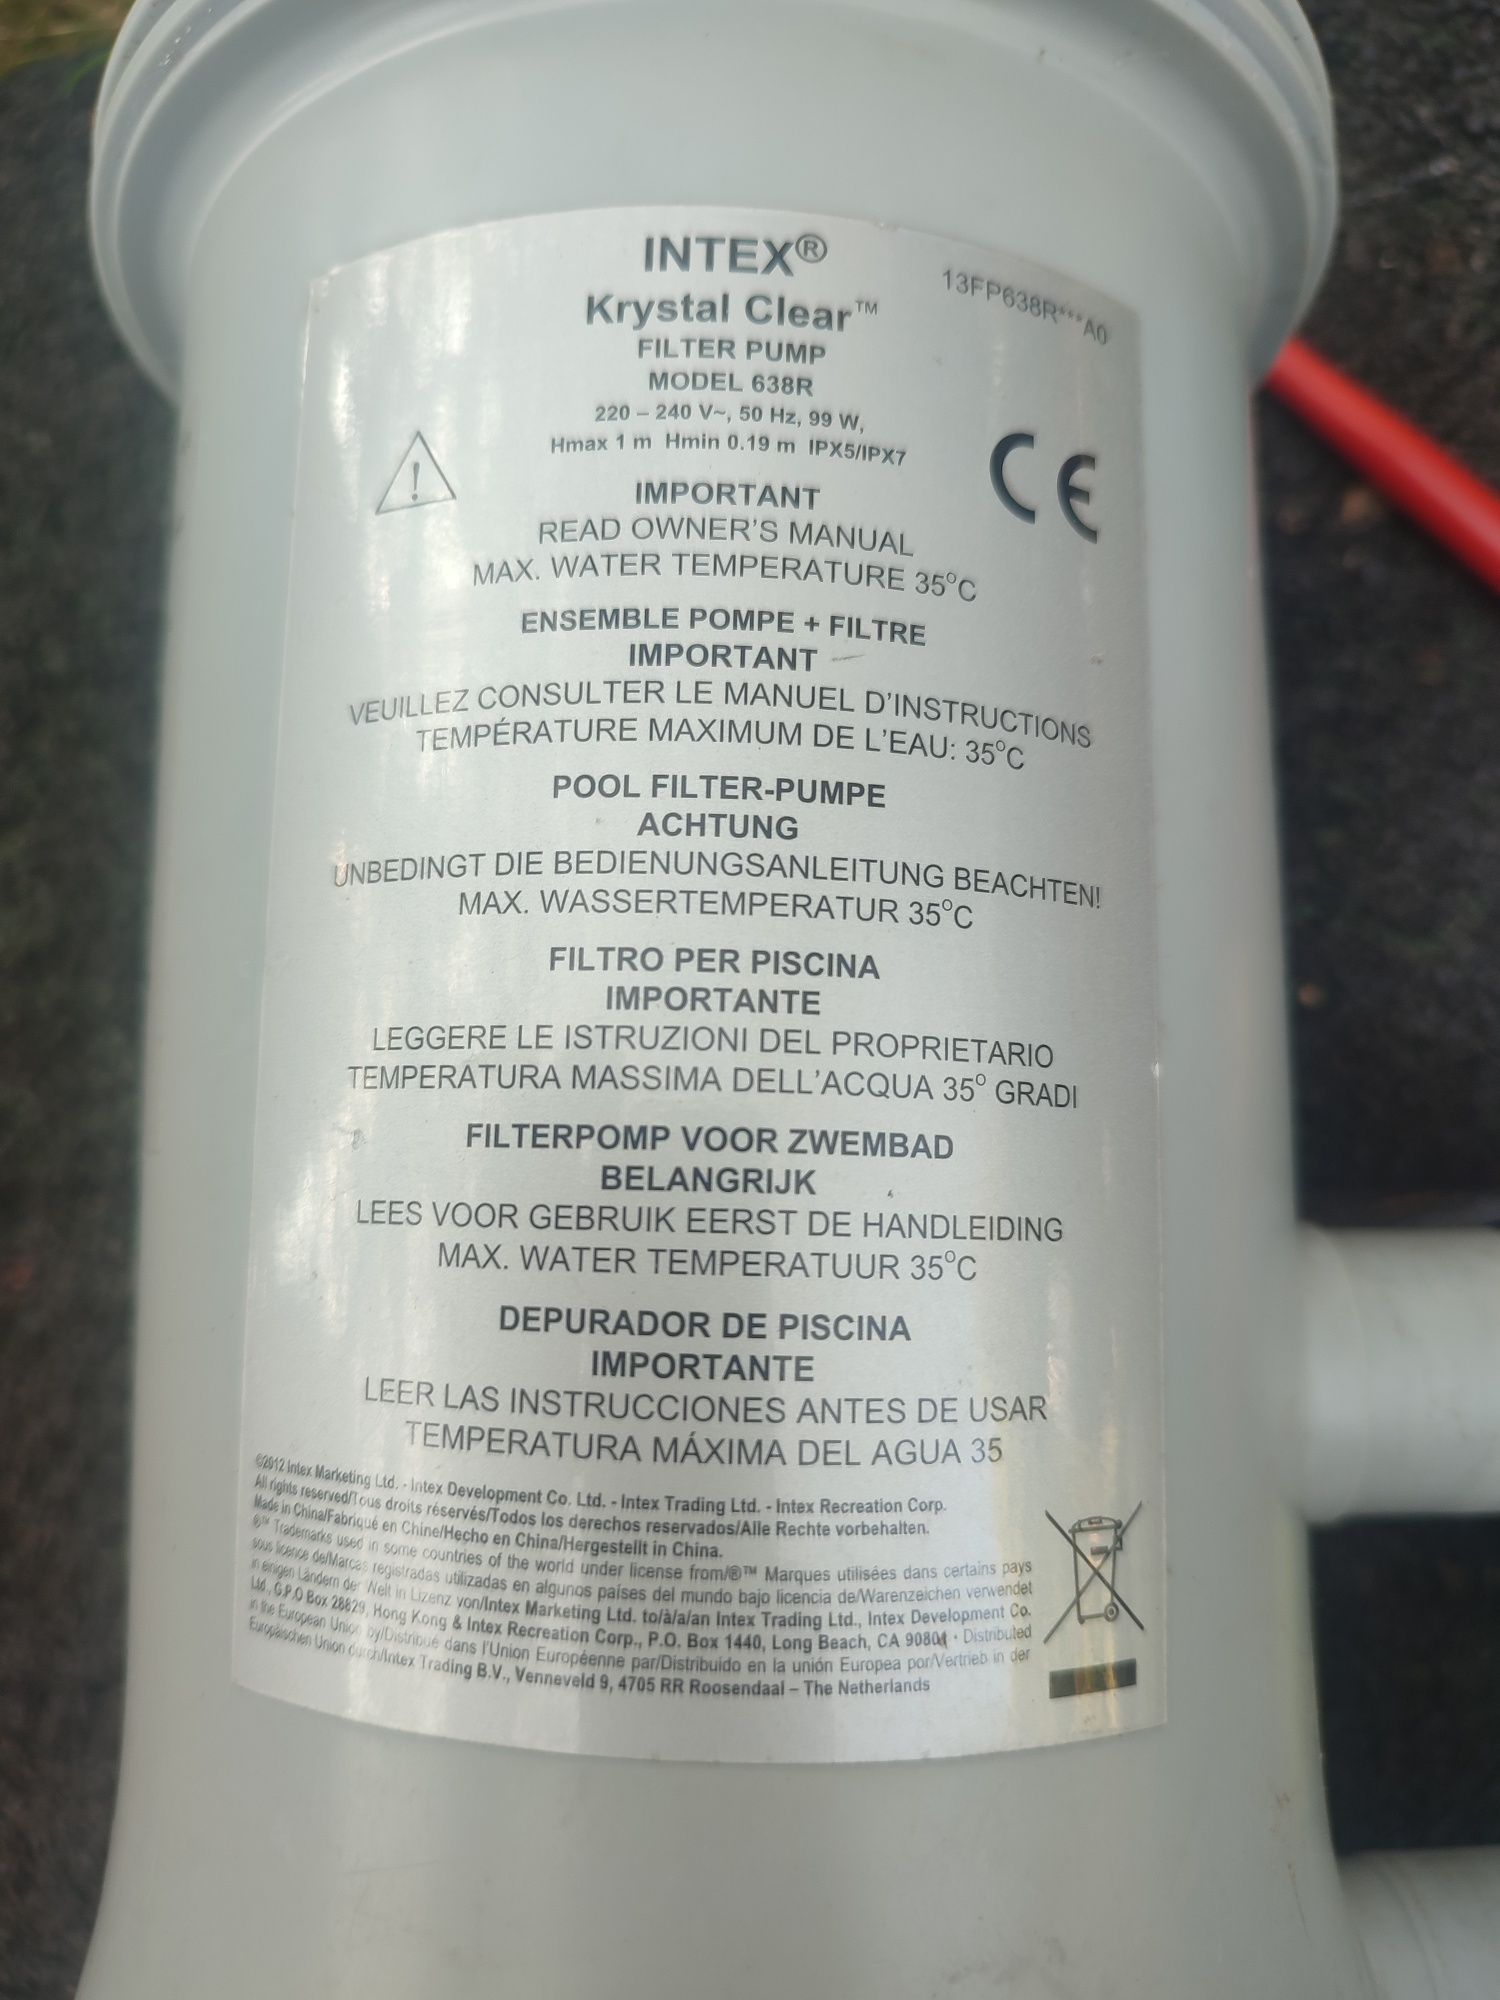 INTEX®
13FP638R***A0
Krystal Clear™
FILTER PUMP
MODEL 638R
220 – 240 V~, 50 Hz, 99 W,
Hmax 1 m Hmin 0.19 m IPX5/IPX7
CE
IMPORTANT
READ OWNER'S MANUAL
MAX. WATER TEMPERATURE 35°C
ENSEMBLE POMPE + FILTRE
IMPORTANT
VEUILLEZ CONSULTER LE MANUEL D'INSTRUCTIONS
TEMPÉRATURE MAXIMUM DE L'EAU: 35°C
POOL FILTER-PUMPE
ACHTUNG
UNBEDINGT DIE BEDIENUNGSANLEITUNG BEACHTEN!
MAX. WASSERTEMPERATUR 35°C
FILTRO PER PISCINA
IMPORTANTE
LEGGERE LE ISTRUZIONI DEL PROPRIETARIO
TEMPERATURA MASSIMA DELL'ACQUA 35° GRADI
FILTERPOMP VOOR ZWEMBAD
BELANGRIJK
LEES VOOR GEBRUIK EERST DE HANDLEIDING
MAX. WATER TEMPERATUUR 35°C
DEPURADOR DE PISCINA
IMPORTANTE
LEER LAS INSTRUCCIONES ANTES DE USAR
TEMPERATURA MÁXIMA DEL AGUA 35
©2012 Intex Marketing Ltd. - Intex Development Co. Ltd. - Intex Trading Ltd. - Intex Recreation Corp.
All rights reserved/Tous droits réservés/Todos los derechos reservados/Alle Rechte vorbehalten.
Made in China/Fabriqué en Chine/Hecho en China/Hergestellt in China.
®™ Trademarks used in some countries of the world under license from/®™ Marques utilisées dans certains pays
sous licence de/Marcas registradas utilizadas en algunos países del mundo bajo licencia de/Warenzeichen verwendet
in einigen Ländern der Welt in Lizenz von/Intex Marketing Ltd. to/à/a/an Intex Trading Ltd., Intex Development Co.
Ltd., G.P.O Box 28829, Hong Kong & Intex Recreation Corp., P.O. Box 1440, Long Beach, CA 90801 • Distributed
in the European Union by/Distribué dans l'Union Européenne par/Distribuido en la unión Europea por/Vertrieb in der
Europäischen Union durch/Intex Trading B.V., Venneveld 9, 4705 RR Roosendaal – The Netherlands